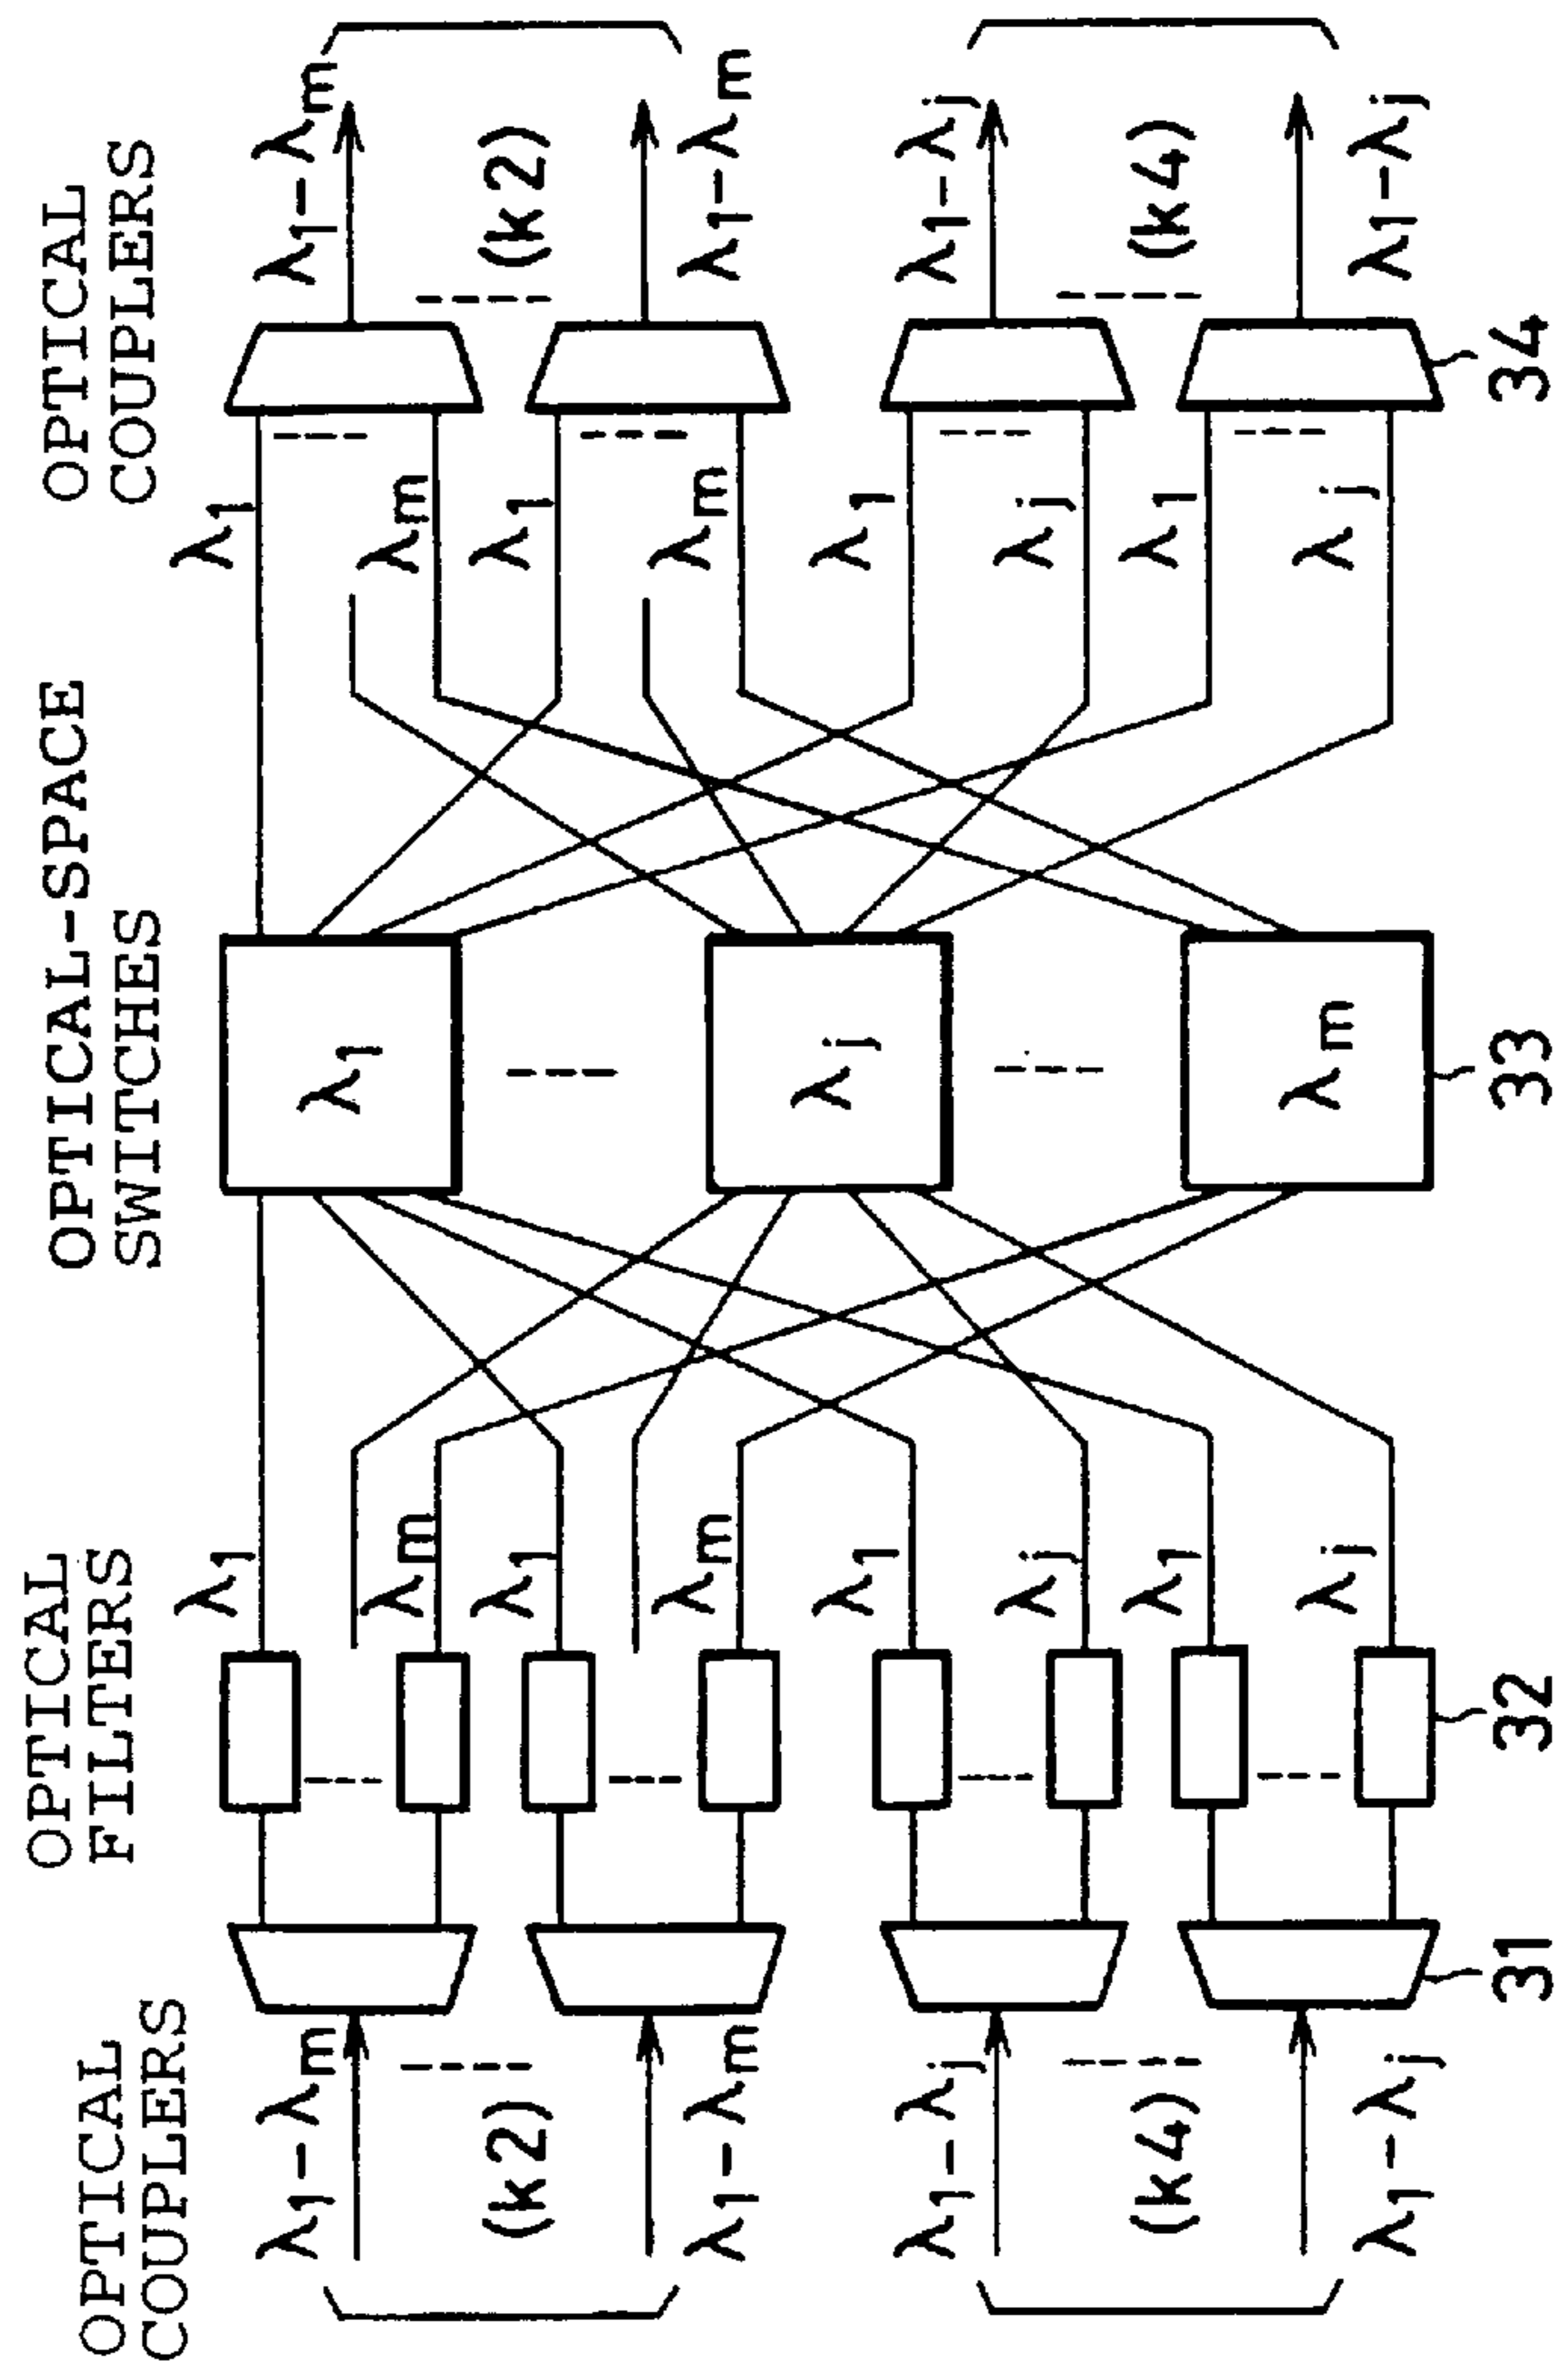 OPTICAL
COUPLERS
OPTICAL
FILTERS
OPTICAL-SPACE
SWITCHES
OPTICAL
COUPLERS
λ1-λm
(k2)
λ1-λm
λ1-λj
(k4)
λ1-λj
31
λ1
λm
λ1
λm
λ1
λj
λ1
λj
32
λ1
λj
λm
33
λ1
λm
λ1
λm
λ1
λj
λ1
λj
34
λ1-λm
(k2)
λ1-λm
λ1-λj
(k4)
λ1-λj